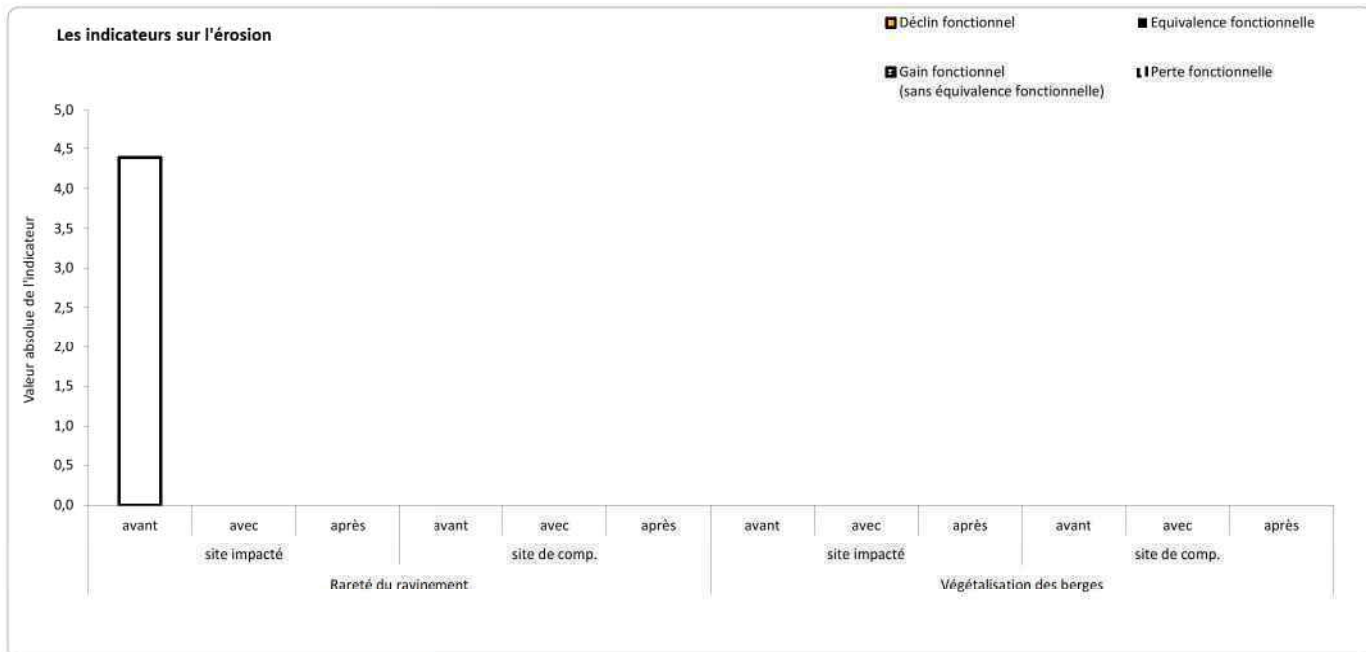 Les indicateurs sur l'érosion
Déclin fonctionnel
Equivalence fonctionnelle
Gain fonctionnel
(sans équivalence fonctionnelle)
Perte fonctionnelle
Valeur absolue de l'indicateur
5,0
4,5
4,0
3,5
3,0
2,5
2,0
1,5
1,0
0,5
0,0
avant avec après avant avec après avant avec après avant avec après
site impacté site de comp. site impacté site de comp.
Rareté du ravinement Végétalisation des berges